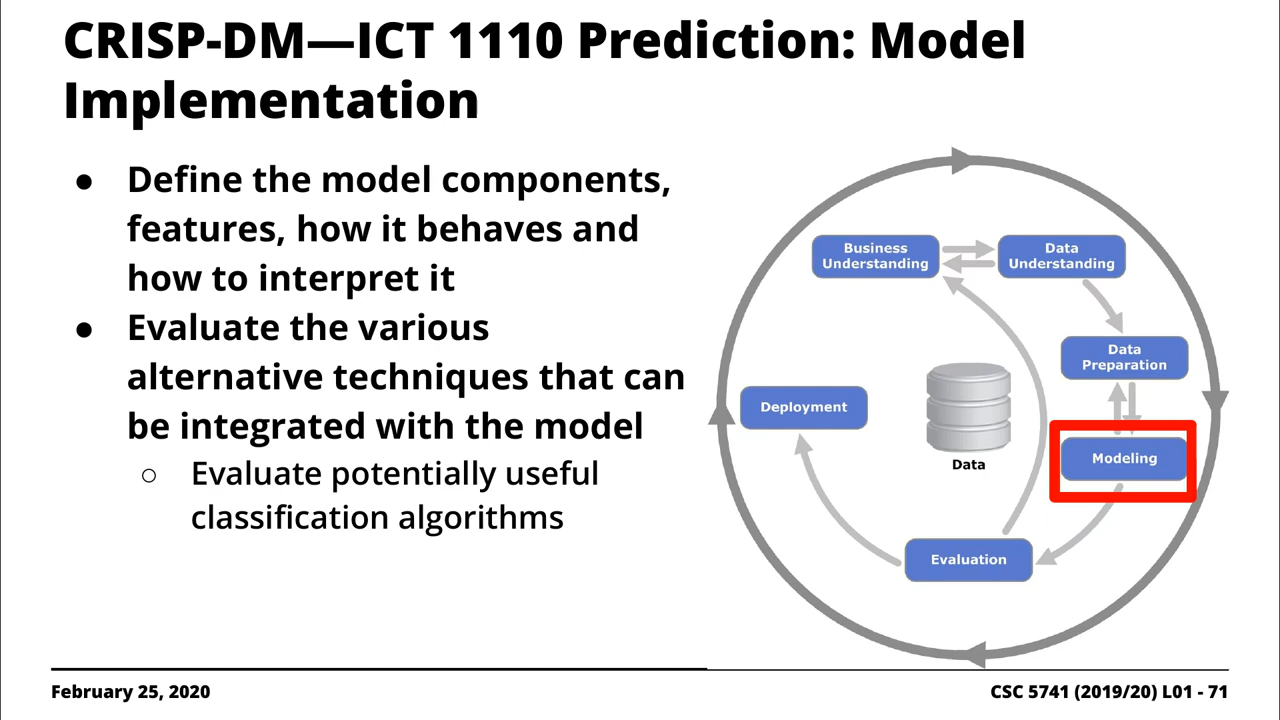 CRISP-DM—ICT 1110 Prediction: Model
Implementation
● Define the model components,
features, how it behaves and
how to interpret it
● Evaluate the various
alternative techniques that can
be integrated with the model
○ Evaluate potentially useful
classification algorithms
Business
Understanding
Data
Understanding
Data
Preparation
Deployment
Data
Modeling
Evaluation
February 25, 2020
CSC 5741 (2019/20) L01 - 71